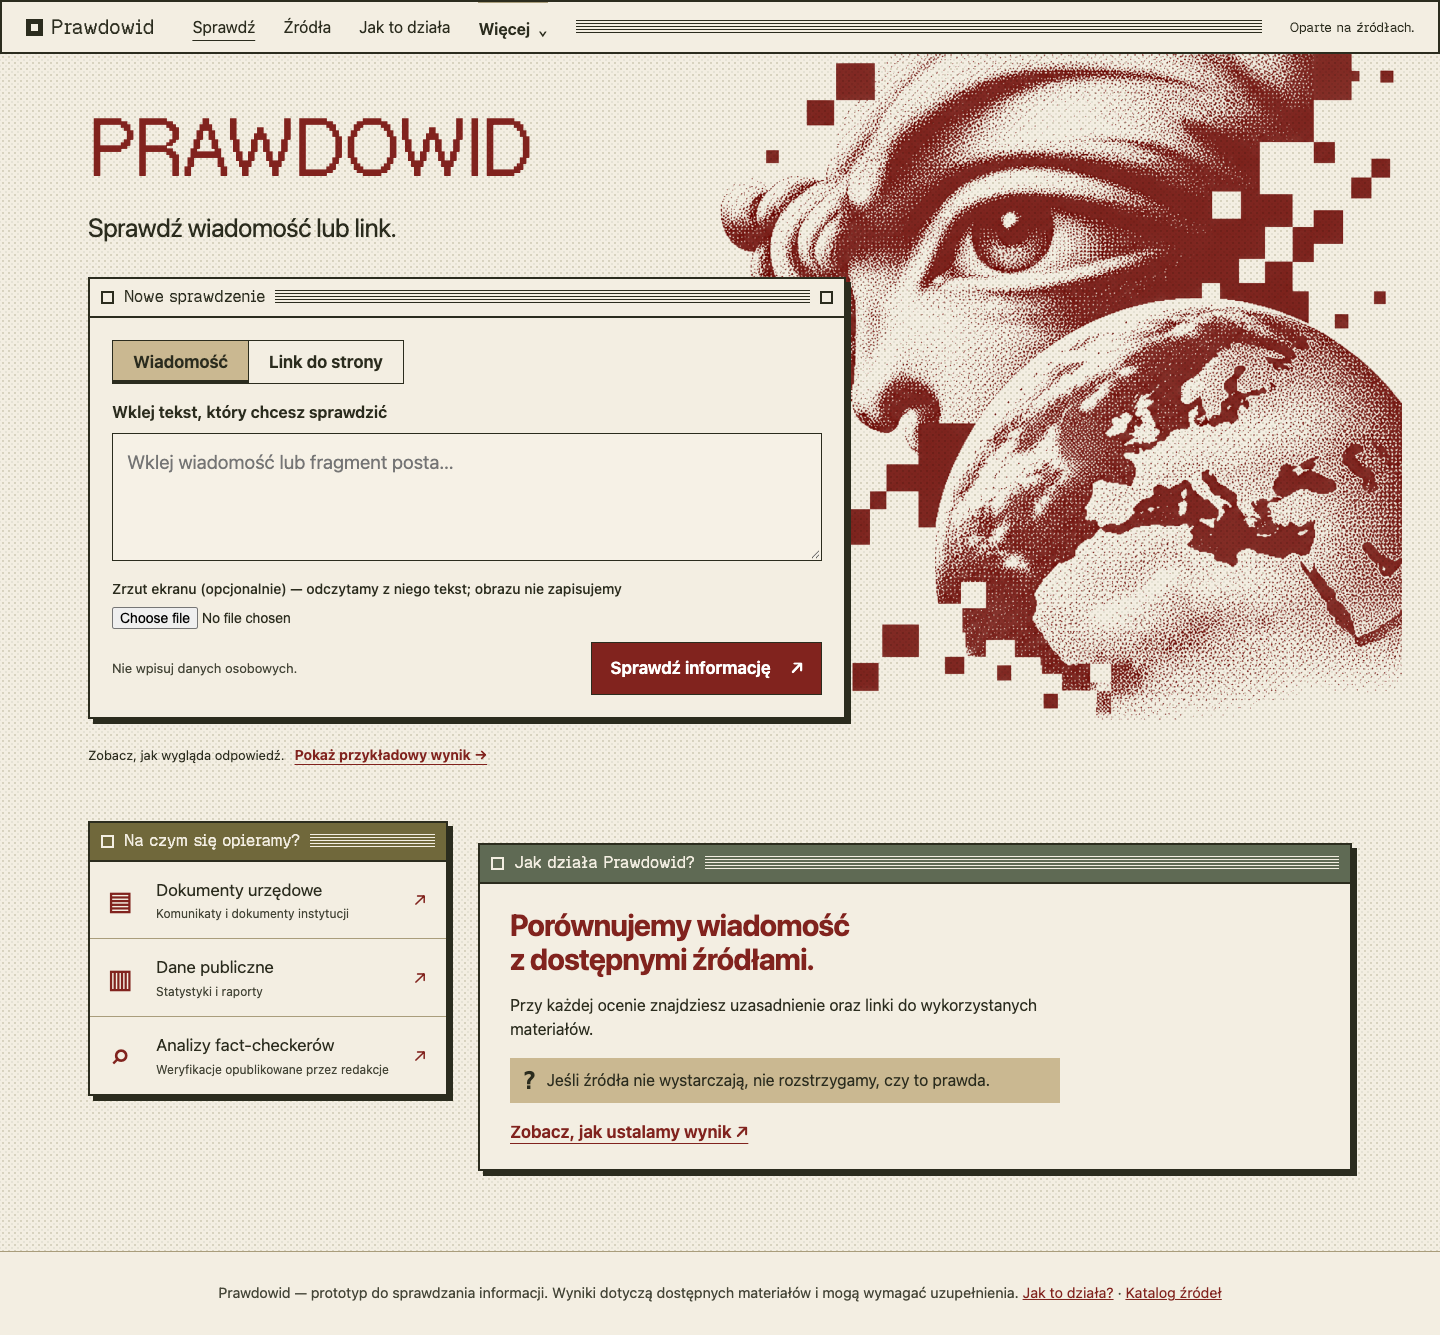 Prawdowid
Sprawdź
Źródła
Jak to działa
Więcej
Oparte na źródłach.
PRAWDOWID
Sprawdź wiadomość lub link.
Nowe sprawdzenie
Wiadomość
Link do strony
Wklej tekst, który chcesz sprawdzić
Wklej wiadomość lub fragment posta...
Zrzut ekranu (opcjonalnie) — odczytamy z niego tekst; obrazu nie zapisujemy
Choose file No file chosen
Nie wpisuj danych osobowych.
Sprawdź informację ↗
Zobacz, jak wygląda odpowiedź. Pokaż przykładowy wynik →
Na czym się opieramy?
Dokumenty urzędowe ↗
Komunikaty i dokumenty instytucji
Dane publiczne ↗
Statystyki i raporty
Analizy fact-checkerów ↗
Weryfikacje opublikowane przez redakcje
Jak działa Prawdowid?
Porównujemy wiadomość
z dostępnymi źródłami.
Przy każdej ocenie znajdziesz uzasadnienie oraz linki do wykorzystanych
materiałów.
? Jeśli źródła nie wystarczają, nie rozstrzygamy, czy to prawda.
Zobacz, jak ustalamy wynik ↗
Prawdowid — prototyp do sprawdzania informacji. Wyniki dotyczą dostępnych materiałów i mogą wymagać uzupełnienia. Jak to działa? · Katalog źródeł